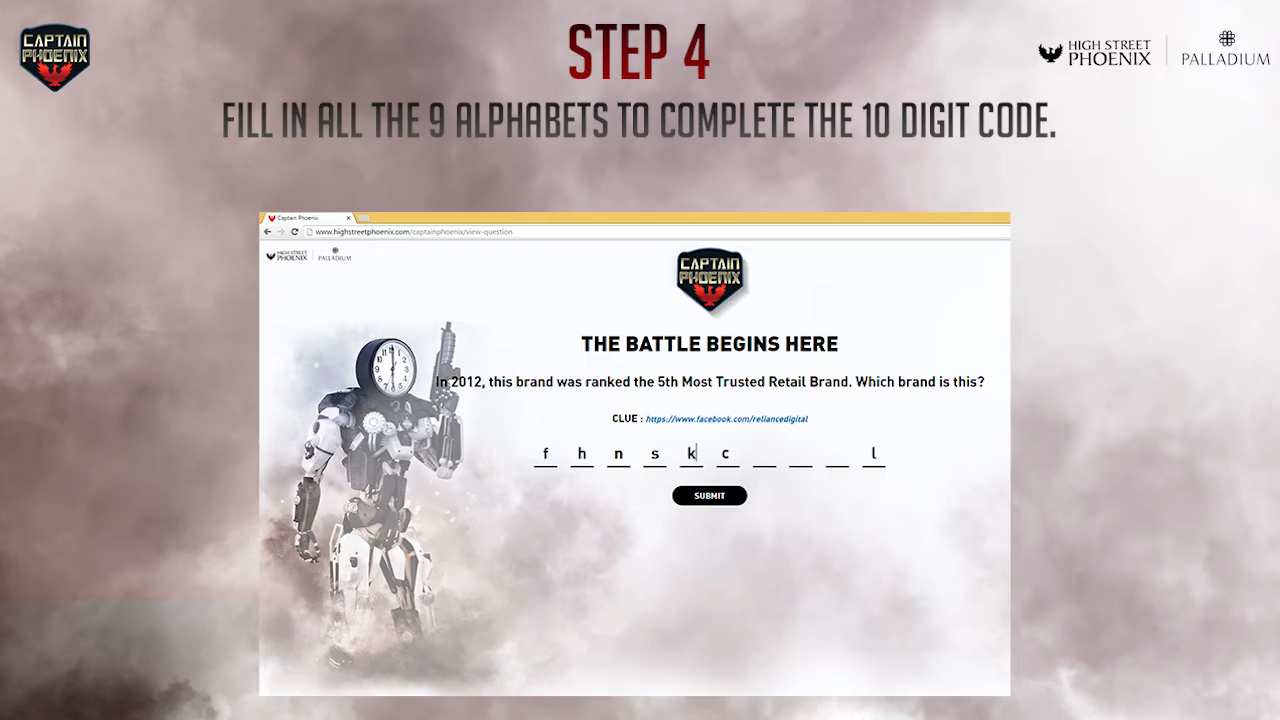 CAPTAIN
PHOENIX
STEP 4
HIGH STREET
PHOENIX
PALLADIUM
FILL IN ALL THE 9 ALPHABETS TO COMPLETE THE 10 DIGIT CODE.
Captain Phoenix
www.highstreetphoenix.com/captainphoenix/view-question
HIGH STREET
PHOENIX
PALLADIUM
CAPTAIN
PHOENIX
THE BATTLE BEGINS HERE
In 2012, this brand was ranked the 5th Most Trusted Retail Brand. Which brand is this?
CLUE : https://www.facebook.com/reliancedigital
f h n s k c l
SUBMIT